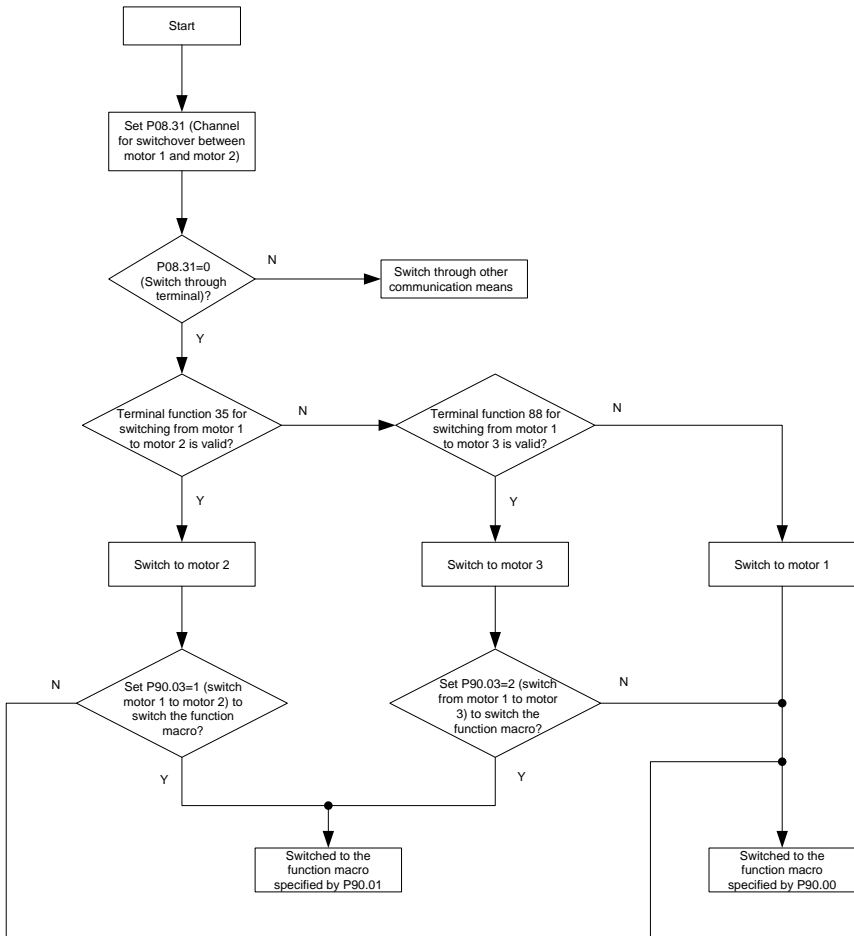 Start
Set P08.31 (Channel
for switchover between
motor 1 and motor 2)
P08.31=0
(Switch through
terminal)?
N
Switch through other
communication means
Y
Terminal function 35 for
switching from motor 1
to motor 2 is valid?
N
Terminal function 88 for
switching from motor 1
to motor 3 is valid?
N
Y
Y
Switch to motor 2
Switch to motor 3
Switch to motor 1
N
Set P90.03=1 (switch
motor 1 to motor 2) to
switch the function
macro?
Set P90.03=2 (switch
from motor 1 to motor
3) to switch the
function macro?
N
Y
Y
Switched to the
function macro
specified by P90.01
Switched to the
function macro
specified by P90.00